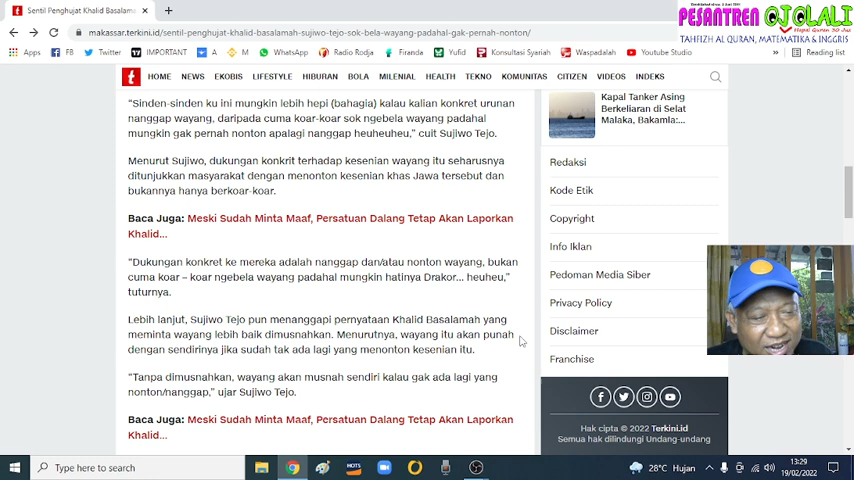 Sentil Penghujat Khalid Basalama
makassar.terkini.id/sentil-penghujat-khalid-basalamah-sujiwo-tejo-sok-bela-wayang-padahal-gak-pernah-nonton/
PESANTREN OJOLALI
Hapal Quran 30 Juz
TAHFIZH AL QURAN, MATEMATIKA & INGGRIS
Apps FB Twitter IMPORTANT A M WhatsApp Radio Rodja Firanda Yufid Konsultasi Syariah Waspadalah Youtube Studio » Reading list
t HOME NEWS EKOBIS LIFESTYLE HIBURAN BOLA MILENIAL HEALTH TEKNO KOMUNITAS CITIZEN VIDEOS INDEKS
“Sinden-sinden ku ini mungkin lebih hepi (bahagia) kalau kalian konkret urunan
nanggap wayang, daripada cuma koar-koar sok ngebela wayang padahal
mungkin gak pernah nonton apalagi nanggap heuheuheu,” cuit Sujiwo Tejo.
Menurut Sujiwo, dukungan konkrit terhadap kesenian wayang itu seharusnya
ditunjukkan masyarakat dengan menonton kesenian khas Jawa tersebut dan
bukannya hanya berkoar-koar.
Baca Juga: Meski Sudah Minta Maaf, Persatuan Dalang Tetap Akan Laporkan
Khalid...
“Dukungan konkret ke mereka adalah nanggap dan/atau nonton wayang, bukan
cuma koar – koar ngebela wayang padahal mungkin hatinya Drakor... heuheu,”
tuturnya.
Lebih lanjut, Sujiwo Tejo pun menanggapi pernyataan Khalid Basalamah yang
meminta wayang lebih baik dimusnahkan. Menurutnya, wayang itu akan punah
dengan sendirinya jika sudah tak ada lagi yang menonton kesenian itu.
“Tanpa dimusnahkan, wayang akan musnah sendiri kalau gak ada lagi yang
nonton/nanggap,” ujar Sujiwo Tejo.
Baca Juga: Meski Sudah Minta Maaf, Persatuan Dalang Tetap Akan Laporkan
Khalid...
Kapal Tanker Asing
Berkeliaran di Selat
Malaka, Bakamla:...
Redaksi
Kode Etik
Copyright
Info Iklan
Pedoman Media Siber
Privacy Policy
Disclaimer
Franchise
Hak cipta © 2022 Terkini.id
Semua hak dilindungi Undang-undang
Type here to search
HOTS
28°C Hujan
13:29
19/02/2022